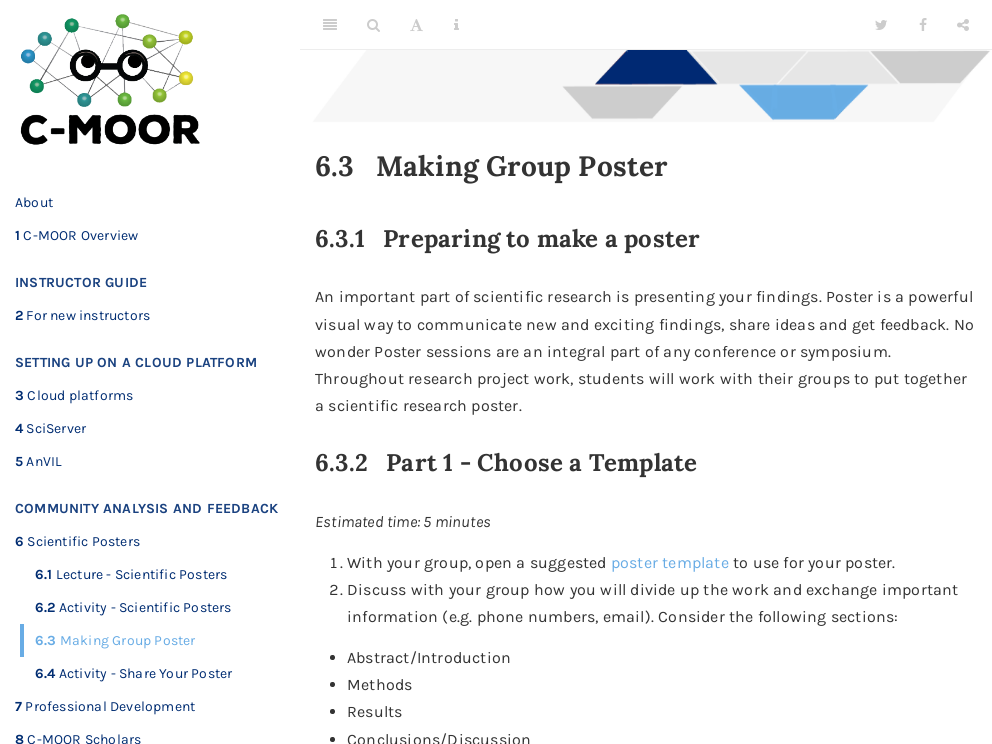 C-MOOR
About
1 C-MOOR Overview
INSTRUCTOR GUIDE
2 For new instructors
SETTING UP ON A CLOUD PLATFORM
3 Cloud platforms
4 SciServer
5 AnVIL
COMMUNITY ANALYSIS AND FEEDBACK
6 Scientific Posters
6.1 Lecture - Scientific Posters
6.2 Activity - Scientific Posters
6.3 Making Group Poster
6.4 Activity - Share Your Poster
7 Professional Development
8 C-MOOR Scholars
A
6.3 Making Group Poster
6.3.1 Preparing to make a poster
An important part of scientific research is presenting your findings. Poster is a powerful
visual way to communicate new and exciting findings, share ideas and get feedback. No
wonder Poster sessions are an integral part of any conference or symposium.
Throughout research project work, students will work with their groups to put together
a scientific research poster.
6.3.2 Part 1 - Choose a Template
Estimated time: 5 minutes
1. With your group, open a suggested poster template to use for your poster.
2. Discuss with your group how you will divide up the work and exchange important
information (e.g. phone numbers, email). Consider the following sections:
• Abstract/Introduction
• Methods
• Results
• Conclusions/Discussion